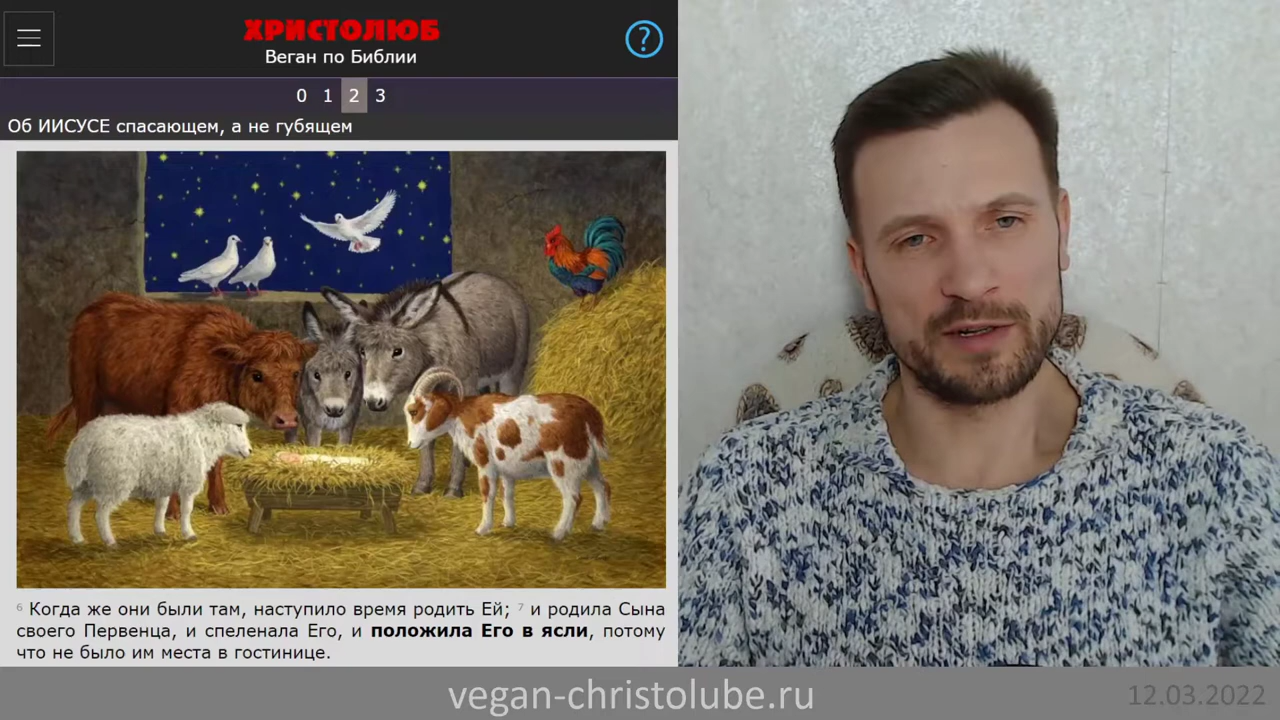 ХРИСТОЛЮБ
Веган по Библии
?
0 1 2 3
Об ИИСУСЕ спасающем, а не губящем
6 Когда же они были там, наступило время родить Ей; 7 и родила Сына
своего Первенца, и спеленала Его, и положила Его в ясли, потому
что не было им места в гостинице.
vegan-christolube.ru
12.03.2022